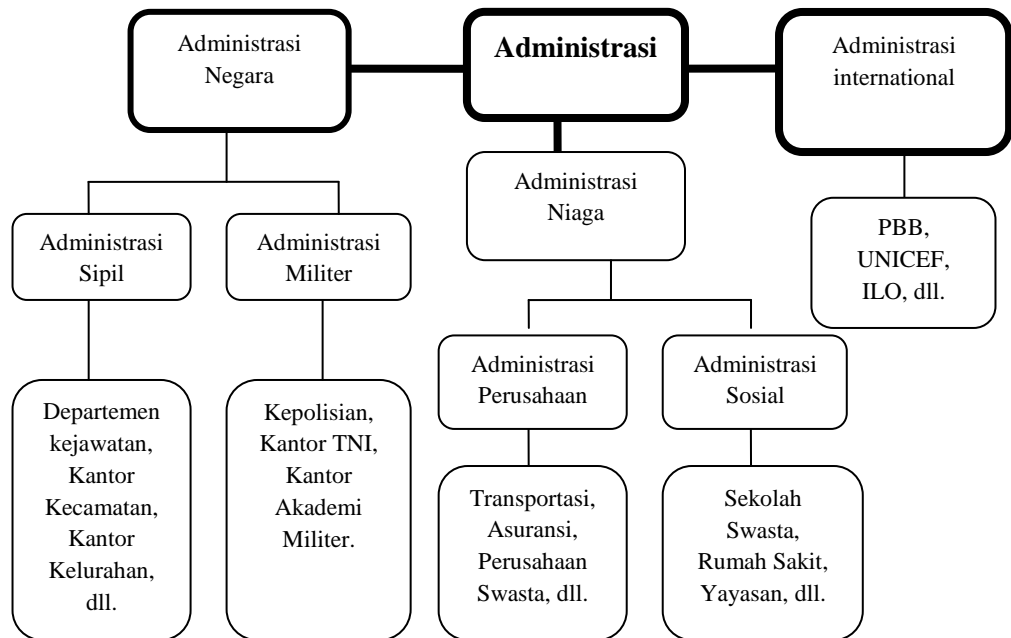 Administrasi
Negara
Administrasi
Administrasi
international
Administrasi
Niaga
Administrasi
Sipil
Administrasi
Militer
PBB,
UNICEF,
ILO, dll.
Administrasi
Perusahaan
Administrasi
Sosial
Departemen
kejawatan,
Kantor
Kecamatan,
Kantor
Kelurahan,
dll.
Kepolisian,
Kantor TNI,
Kantor
Akademi
Militer.
Transportasi,
Asuransi,
Perusahaan
Swasta, dll.
Sekolah
Swasta,
Rumah Sakit,
Yayasan, dll.